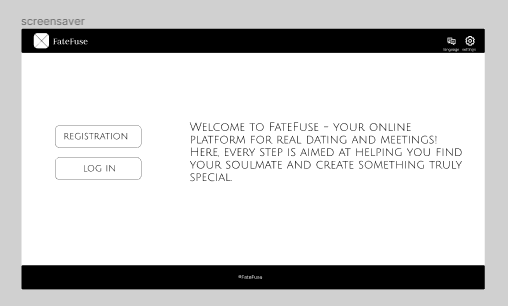 screensaver
FateFuse
language settings
REGISTRATION
LOG IN
Welcome to FateFuse - your online
platform for real dating and meetings!
Here, every step is aimed at helping you find
your soulmate and create something truly
special.
©FateFuse